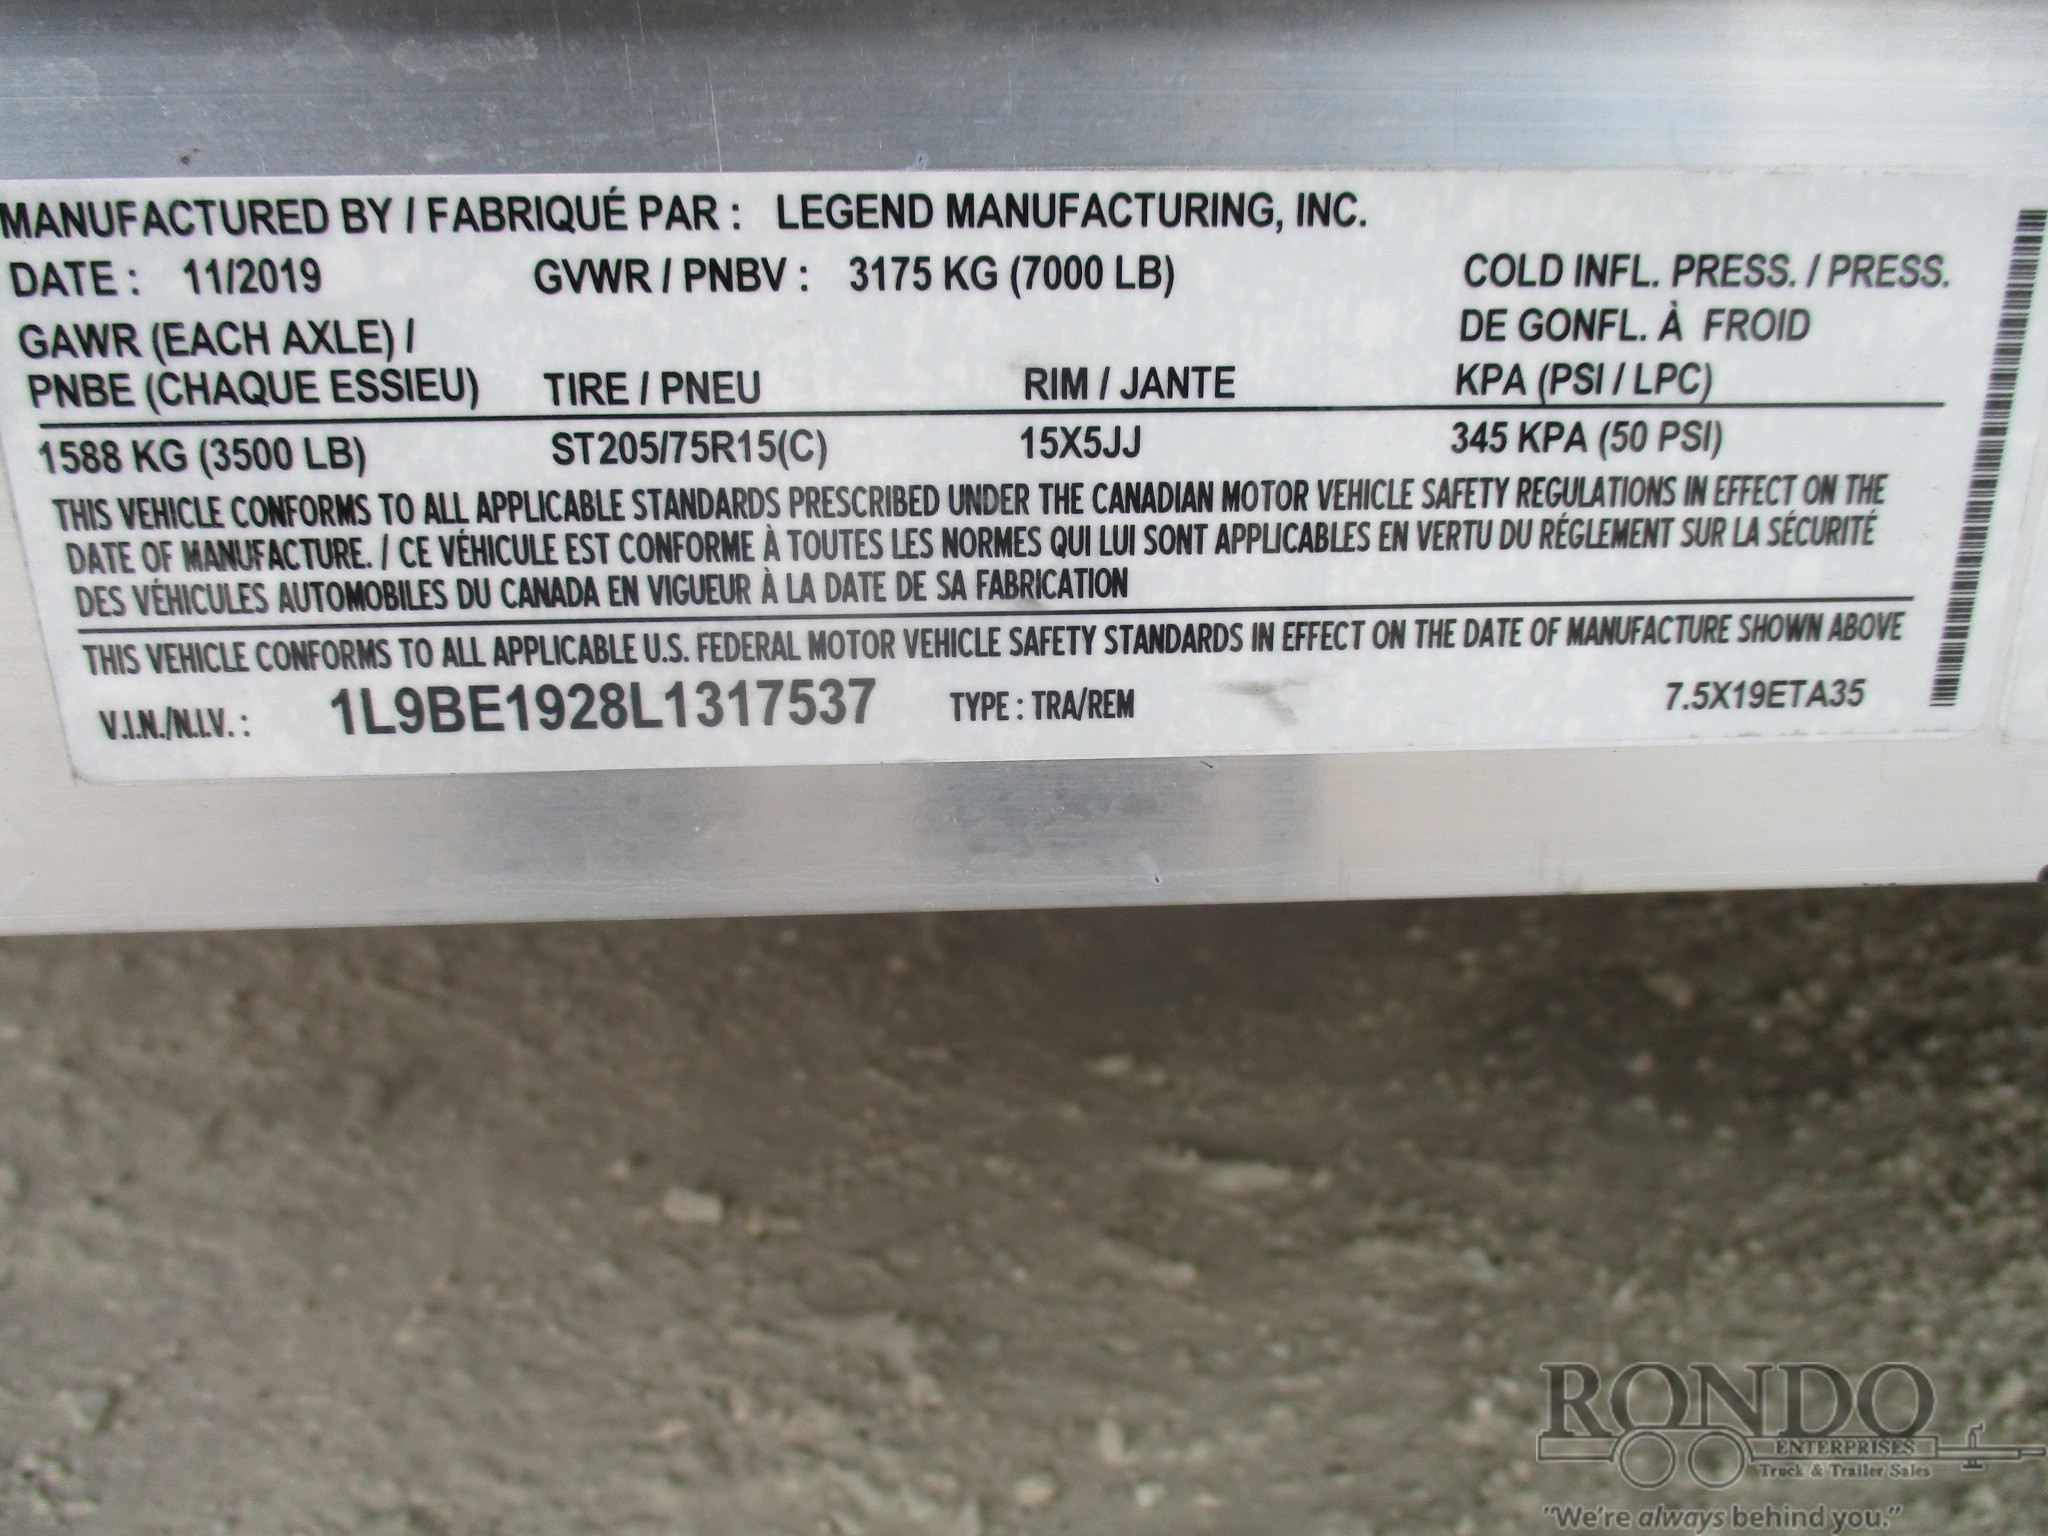 MANUFACTURED BY / FABRIQUÉ PAR : LEGEND MANUFACTURING, INC.
DATE : 11/2019 GVWR / PNBV : 3175 KG (7000 LB) COLD INFL. PRESS. / PRESS.
DE GONFL. À FROID
GAWR (EACH AXLE) /
PNBE (CHAQUE ESSIEU) TIRE / PNEU RIM / JANTE KPA (PSI / LPC)
1588 KG (3500 LB) ST205/75R15(C) 15X5JJ 345 KPA (50 PSI)
THIS VEHICLE CONFORMS TO ALL APPLICABLE STANDARDS PRESCRIBED UNDER THE CANADIAN MOTOR VEHICLE SAFETY REGULATIONS IN EFFECT ON THE
DATE OF MANUFACTURE. / CE VÉHICULE EST CONFORME À TOUTES LES NORMES QUI LUI SONT APPLICABLES EN VERTU DU RÉGLEMENT SUR LA SÉCURITÉ
DES VÉHICULES AUTOMOBILES DU CANADA EN VIGUEUR À LA DATE DE SA FABRICATION
THIS VEHICLE CONFORMS TO ALL APPLICABLE U.S. FEDERAL MOTOR VEHICLE SAFETY STANDARDS IN EFFECT ON THE DATE OF MANUFACTURE SHOWN ABOVE
V.I.N./N.I.V. : 1L9BE1928L1317537 TYPE : TRA/REM 7.5X19ETA35
RONDO
ENTERPRISES
Truck & Trailer Sales
"We're always behind you."